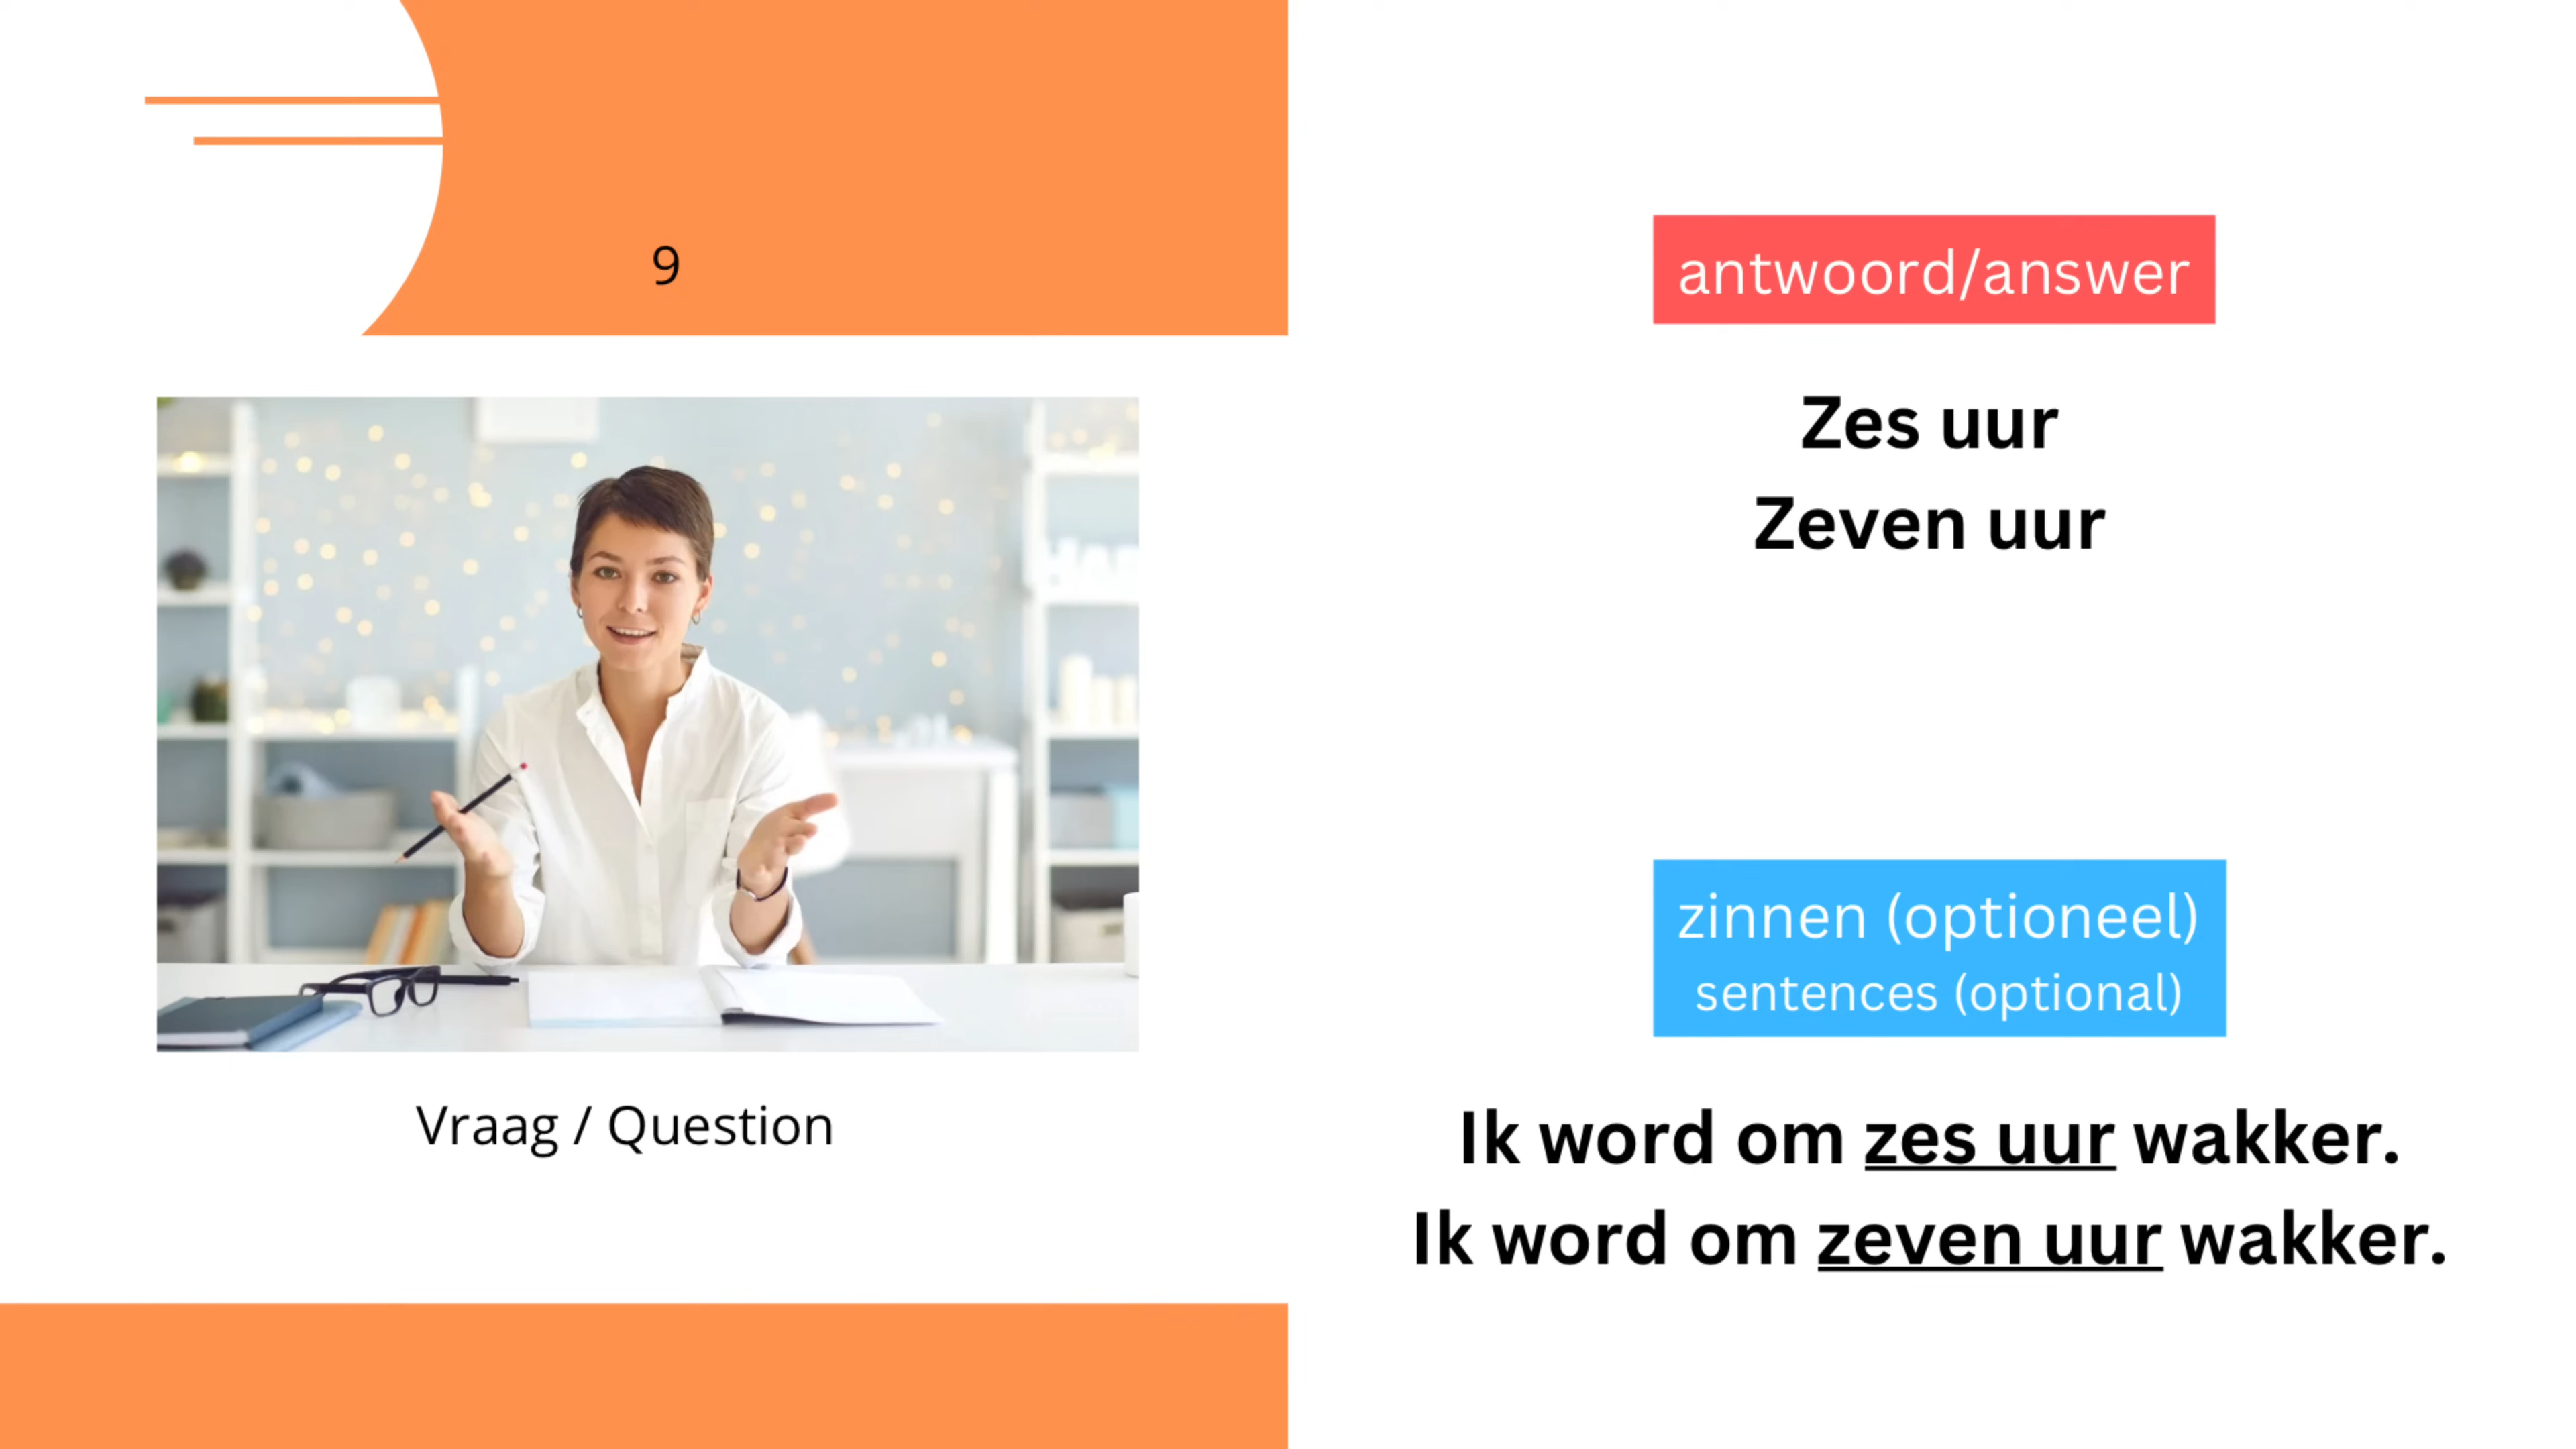 9
Vraag / Question
antwoord/answer
Zes uur
Zeven uur
zinnen (optioneel)
sentences (optional)
Ik word om zes uur wakker.
Ik word om zeven uur wakker.